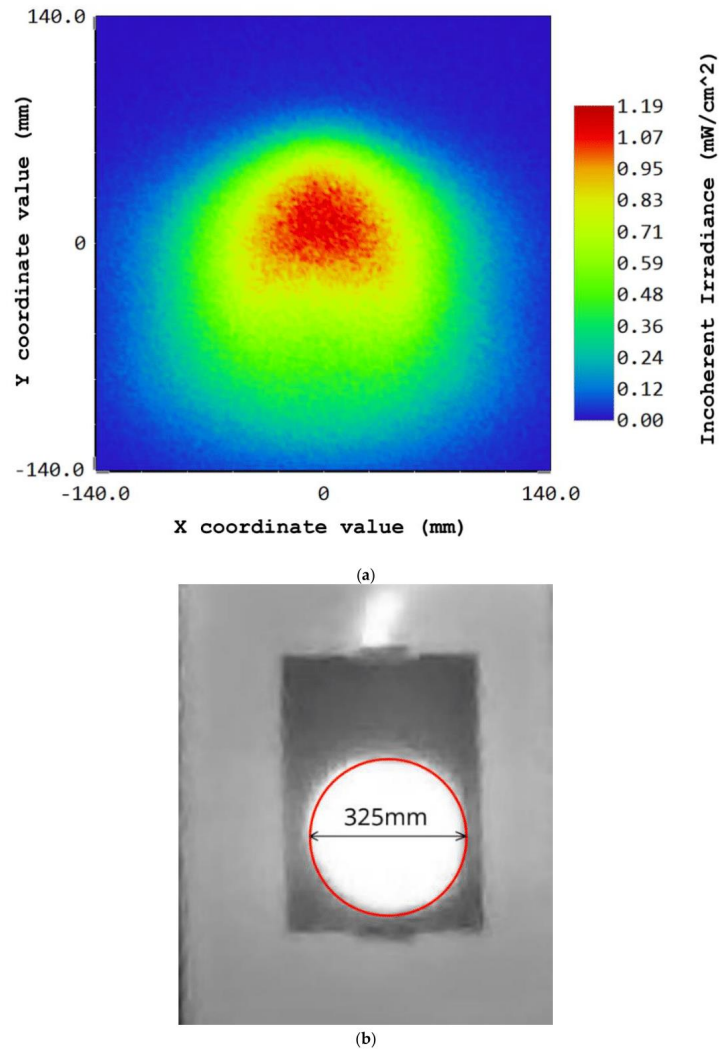 140.0
0
-140.0
Y coordinate value (mm)
-140.0 0 140.0
X coordinate value (mm)
1.19
1.07
0.95
0.83
0.71
0.59
0.48
0.36
0.24
0.12
0.00
Incoherent Irradiance (mW/cm^2)
(a)
325mm
(b)